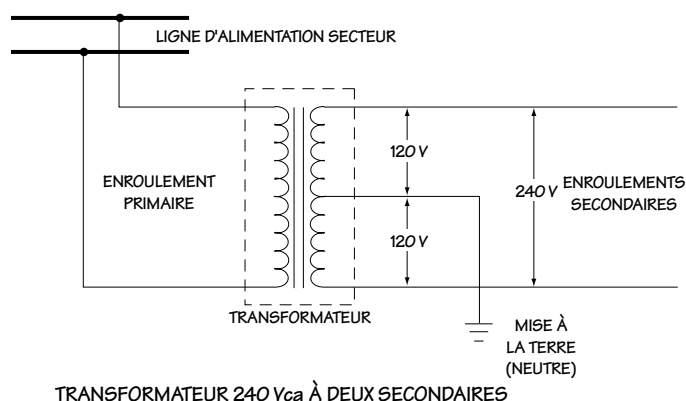 LIGNE D'ALIMENTATION SECTEUR
ENROULEMENT
PRIMAIRE
120 V
120 V
240 V
ENROULEMENTS
SECONDAIRES
TRANSFORMATEUR
MISE À
LA TERRE
(NEUTRE)
TRANSFORMATEUR 240 Vca À DEUX SECONDAIRES